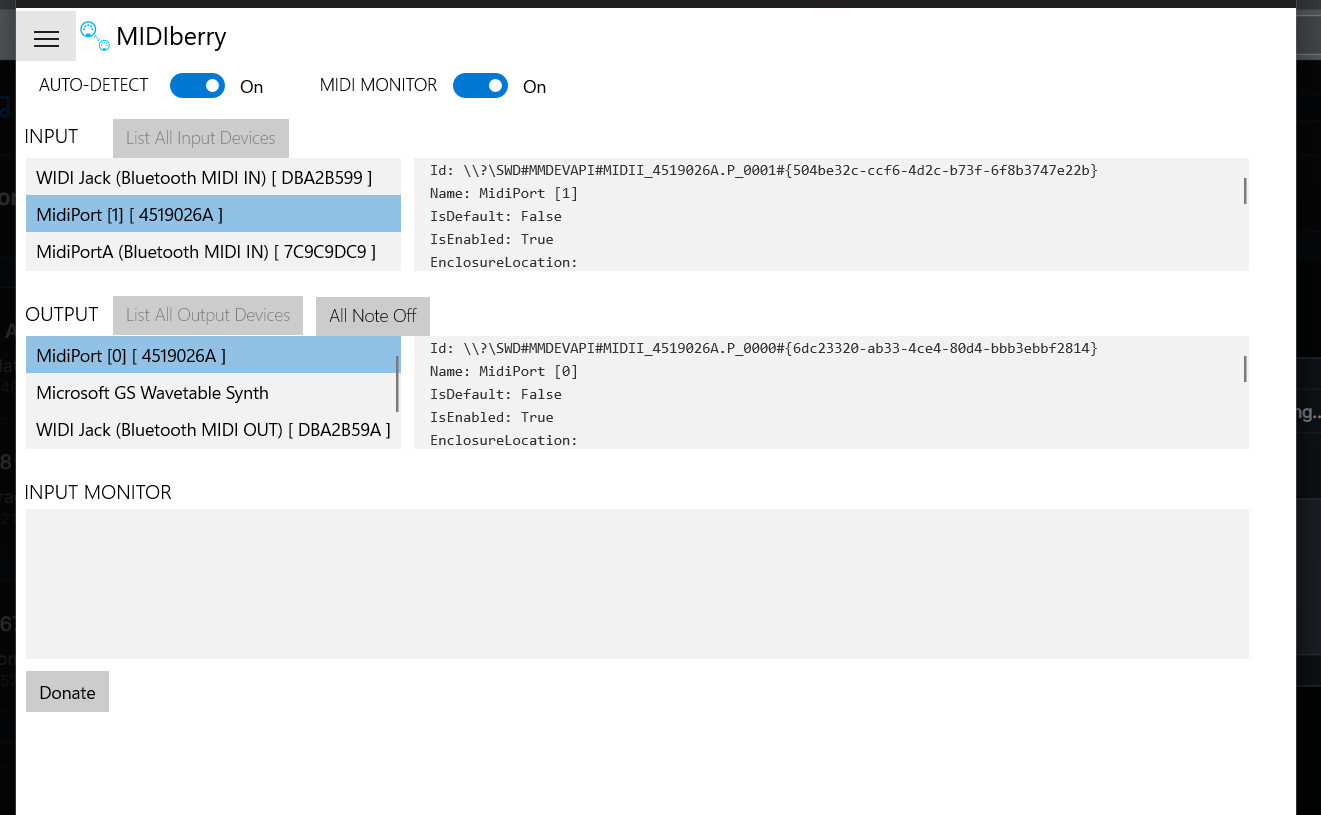 MIDIberry
AUTO-DETECT On MIDI MONITOR On
INPUT List All Input Devices
WIDI Jack (Bluetooth MIDI IN) [ DBA2B599 ]
MidiPort [1] [ 4519026A ]
MidiPortA (Bluetooth MIDI IN) [ 7C9C9DC9 ]
Id: \\?\SWD#MMDEVAPI#MIDII_4519026A.P_0001#{504be32c-ccf6-4d2c-b73f-6f8b3747e22b}
Name: MidiPort [1]
IsDefault: False
IsEnabled: True
EnclosureLocation:
OUTPUT List All Output Devices All Note Off
MidiPort [0] [ 4519026A ]
Microsoft GS Wavetable Synth
WIDI Jack (Bluetooth MIDI OUT) [ DBA2B59A ]
Id: \\?\SWD#MMDEVAPI#MIDII_4519026A.P_0000#{6dc23320-ab33-4ce4-80d4-bbb3ebbf2814}
Name: MidiPort [0]
IsDefault: False
IsEnabled: True
EnclosureLocation:
INPUT MONITOR
Donate